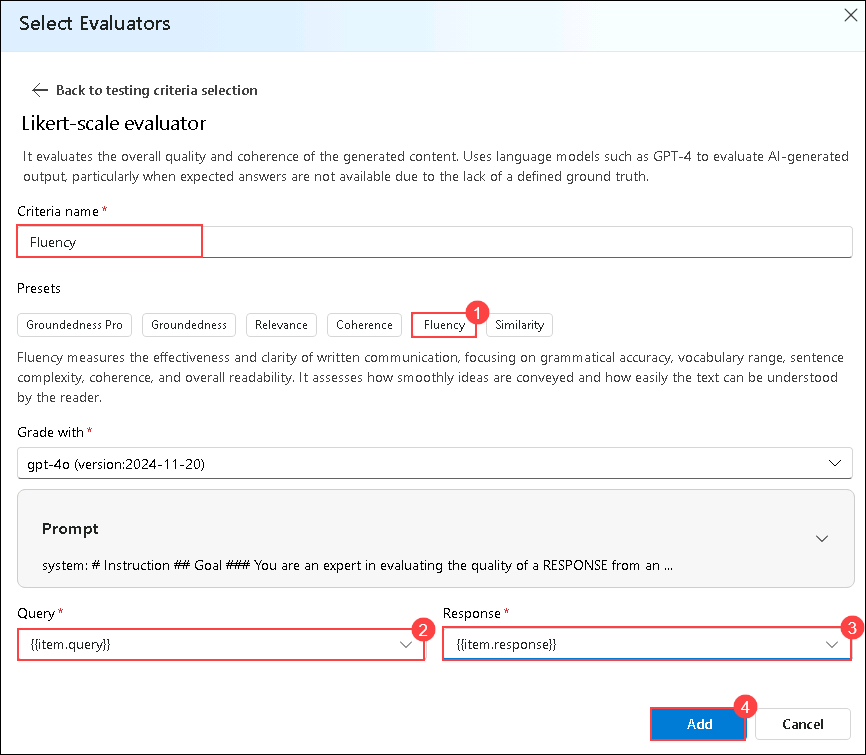 Select Evaluators
Back to testing criteria selection
Likert-scale evaluator
It evaluates the overall quality and coherence of the generated content. Uses language models such as GPT-4 to evaluate AI-generated
output, particularly when expected answers are not available due to the lack of a defined ground truth.
Criteria name *
Fluency
Presets
1
Groundedness Pro Groundedness Relevance Coherence Fluency Similarity
Fluency measures the effectiveness and clarity of written communication, focusing on grammatical accuracy, vocabulary range, sentence
complexity, coherence, and overall readability. It assesses how smoothly ideas are conveyed and how easily the text can be understood
by the reader.
Grade with *
gpt-4o (version:2024-11-20)
Prompt
system: # Instruction ## Goal ### You are an expert in evaluating the quality of a RESPONSE from an ...
Query * Response *
2 3
{{item.query}} {{item.response}}
4
Add Cancel